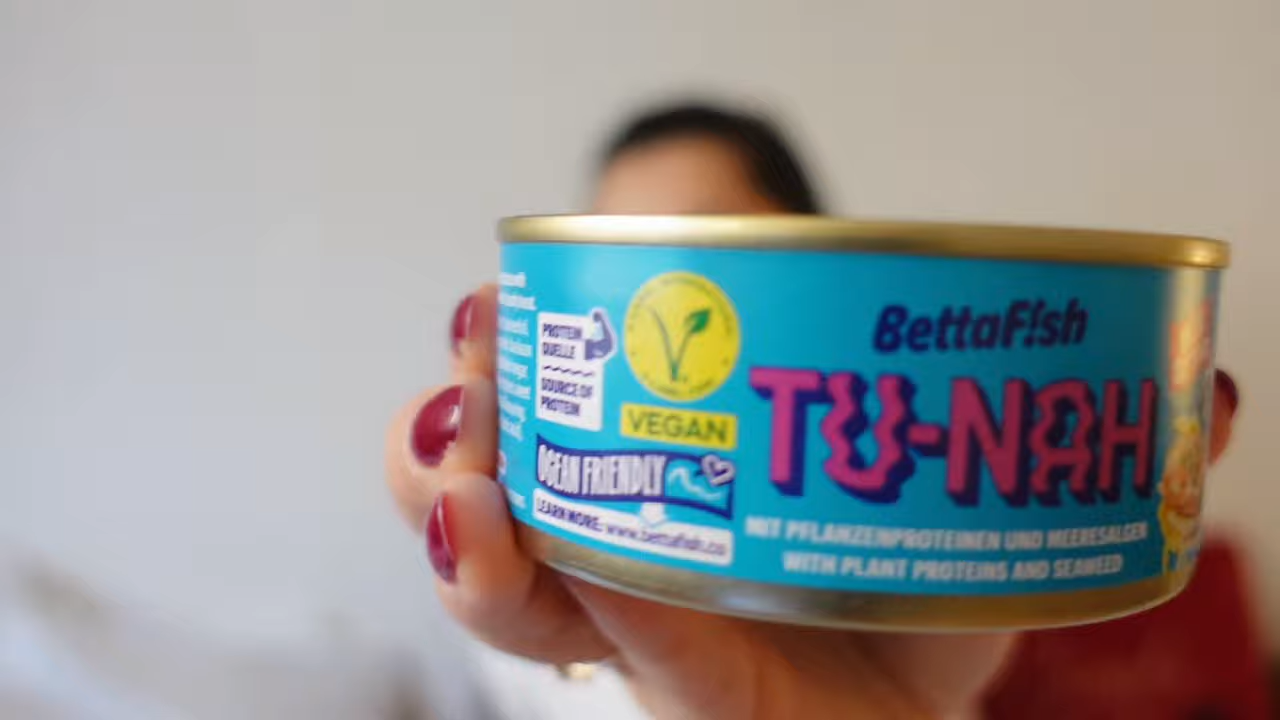 PROTEIN
QUELLE
SOURCE OF
PROTEIN
VEGAN
OCEAN FRIENDLY
LEARN MORE: www.bettafish.co
BettaF!sh
TU-NAH
MIT PFLANZENPROTEINEN UND MEERESALGEN
WITH PLANT PROTEINS AND SEAWEED